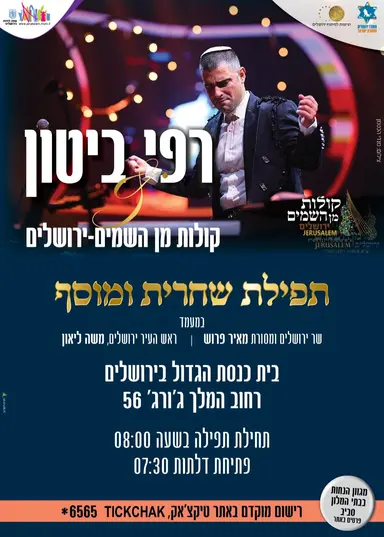 רפי ביטון
&
קולות מן השמים-ירושלים
קולות
מן השמים
ירושלים
JERUSALEM
JERUSALEM
תפילת שחרית ומוסף
במעמד
שר ירושלים ומסורת מאיר פרוש | ראש העיר ירושלים, משה ליאון
בית כנסת הגדול בירושלים
רחוב המלך ג'ורג' 56
תחילת תפילה בשעה 08:00
פתיחת דלתות 07:30
מגוון הנחות
בבתי המלון
סביב
פרטים באתר
רישום מוקדם באתר טיקצ'אק, TICKCHAK 6565*